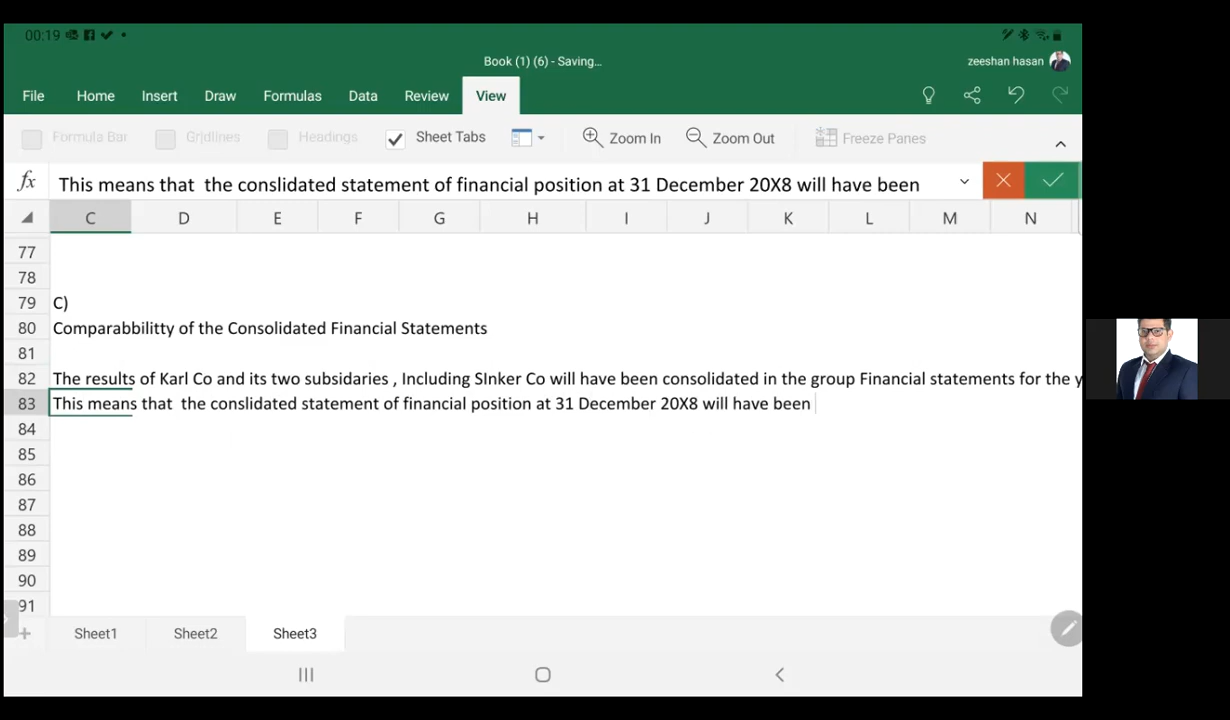 00:19
Book (1) (6) - Saving...
zeeshan hasan
File Home Insert Draw Formulas Data Review View
Formula Bar Gridlines Headings Sheet Tabs Zoom In Zoom Out Freeze Panes
fx This means that the conslidated statement of financial position at 31 December 20X8 will have been
C D E F G H I J K L M N
77
78
79 C)
80 Comparabbilitty of the Consolidated Financial Statements
81
82 The results of Karl Co and its two subsidaries , Including SInker Co will have been consolidated in the group Financial statements for the y
83 This means that the conslidated statement of financial position at 31 December 20X8 will have been
84
85
86
87
88
89
90
91
Sheet1 Sheet2 Sheet3